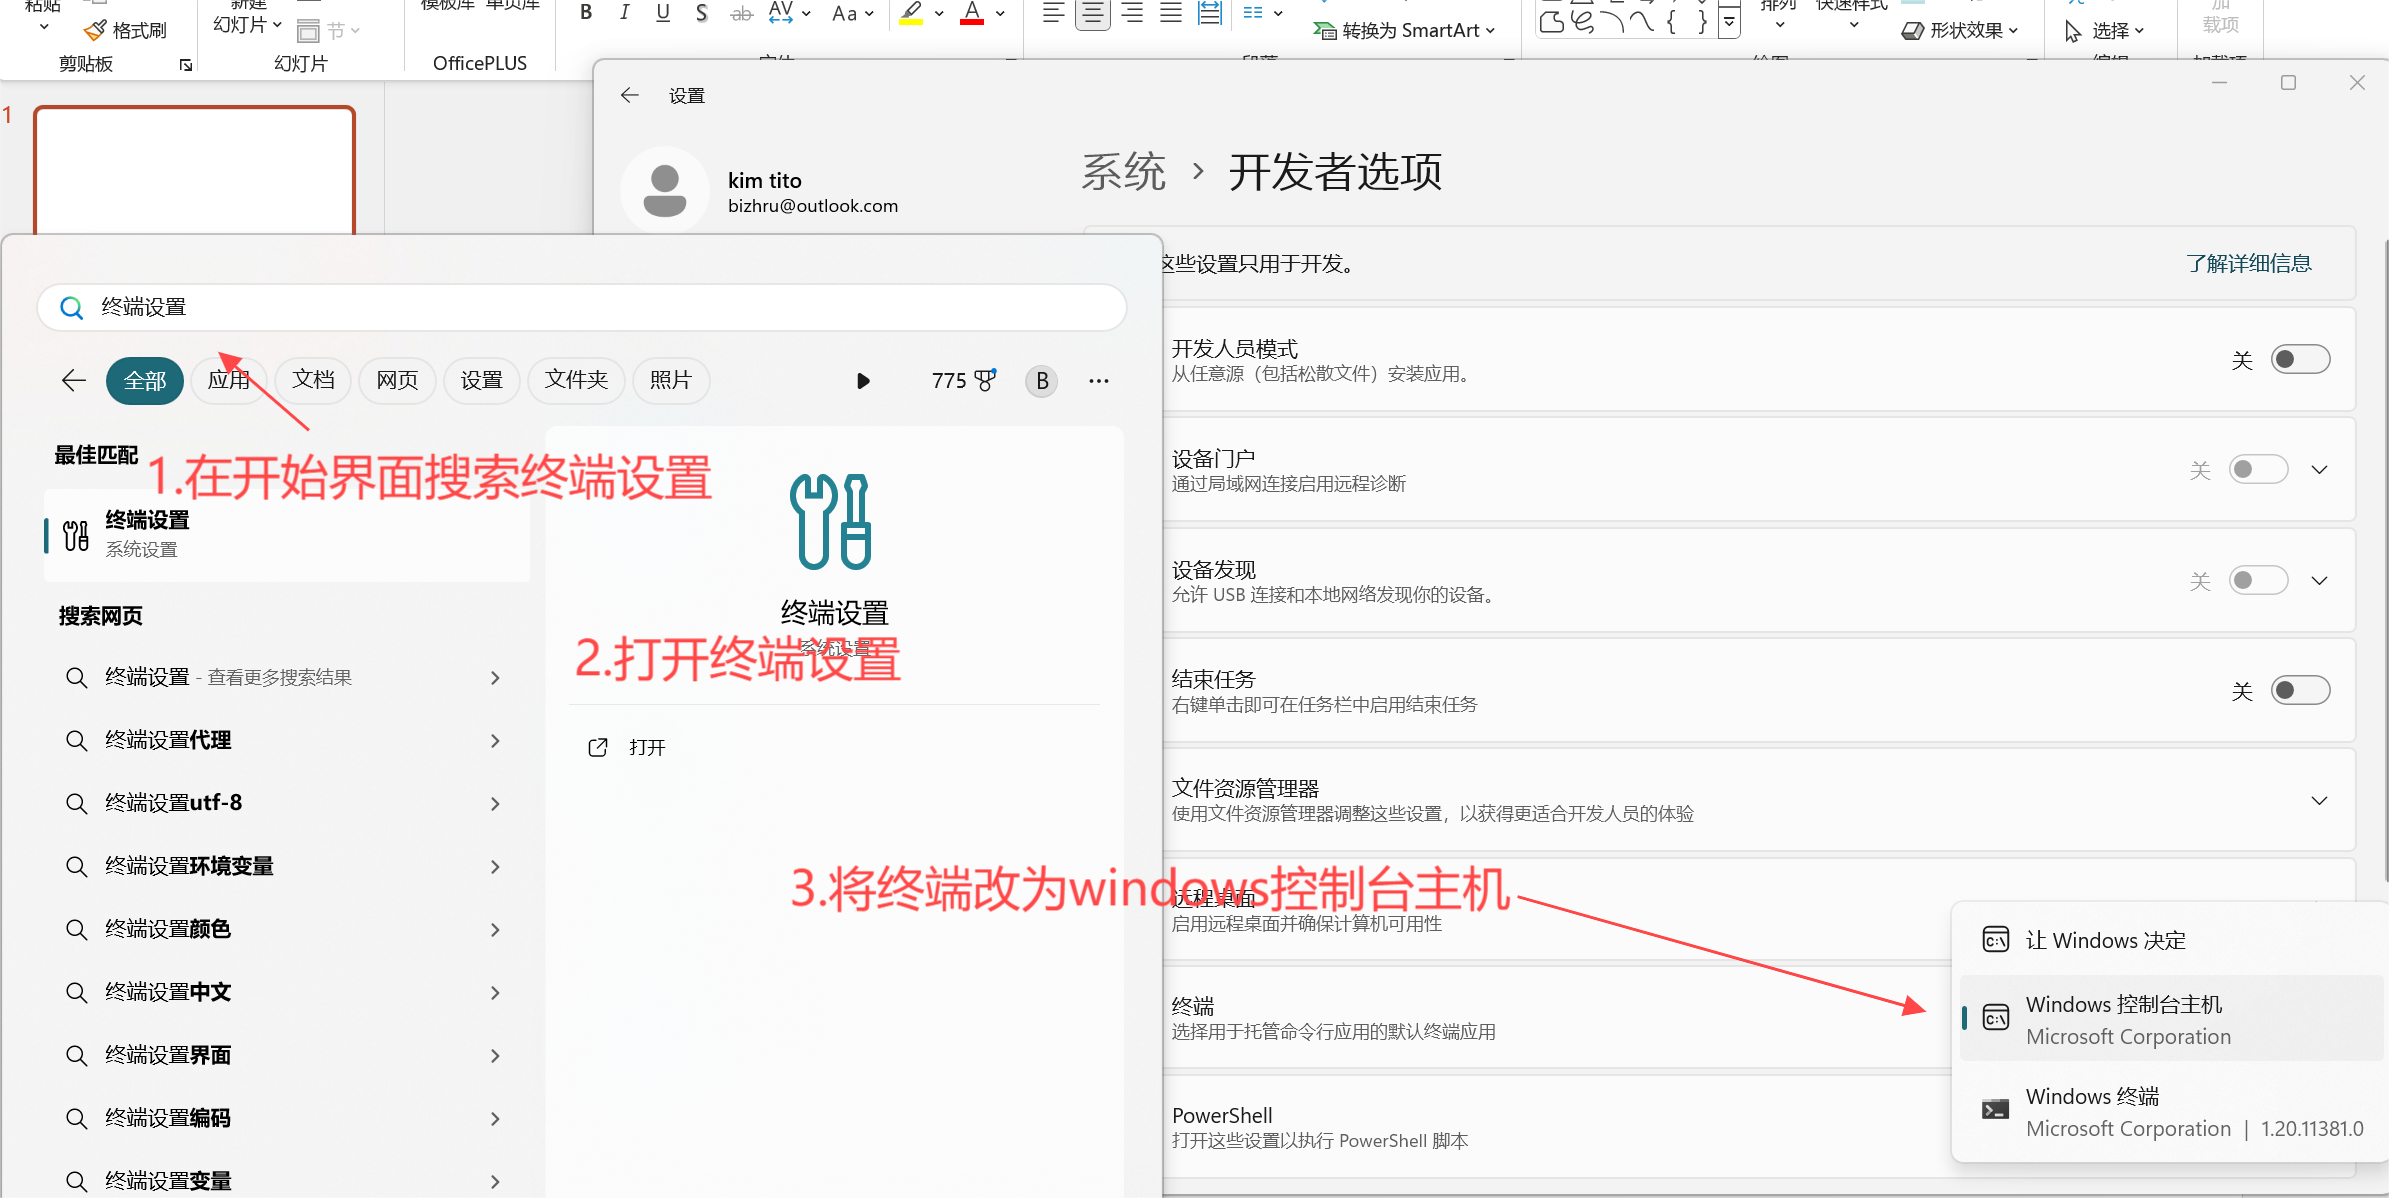 粘贴
格式刷
剪贴板
新建
幻灯片
节
幻灯片
模板库 单页库
OfficePLUS
B I U S ab AV Aa A
转换为 SmartArt
排列
快速样式
形状效果
选择
加
载项
1
设置
kim tito
bizhru@outlook.com
系统 › 开发者选项
这些设置只用于开发。
了解详细信息
开发人员模式
从任意源（包括松散文件）安装应用。
关
设备门户
通过局域网连接启用远程诊断
关
设备发现
允许 USB 连接和本地网络发现你的设备。
关
结束任务
右键单击即可在任务栏中启用结束任务
关
文件资源管理器
使用文件资源管理器调整这些设置，以获得更适合开发人员的体验
远程桌面
启用远程桌面并确保计算机可用性
终端
选择用于托管命令行应用的默认终端应用
PowerShell
打开这些设置以执行 PowerShell 脚本
让 Windows 决定
Windows 控制台主机
Microsoft Corporation
Windows 终端
Microsoft Corporation | 1.20.11381.0
终端设置
全部 应用 文档 网页 设置 文件夹 照片
775
B
最佳匹配
1.在开始界面搜索终端设置
终端设置
系统设置
搜索网页
终端设置 - 查看更多搜索结果
终端设置代理
终端设置utf-8
终端设置环境变量
终端设置颜色
终端设置中文
终端设置界面
终端设置编码
终端设置变量
终端设置
系统设置
2.打开终端设置
打开
3.将终端改为windows控制台主机